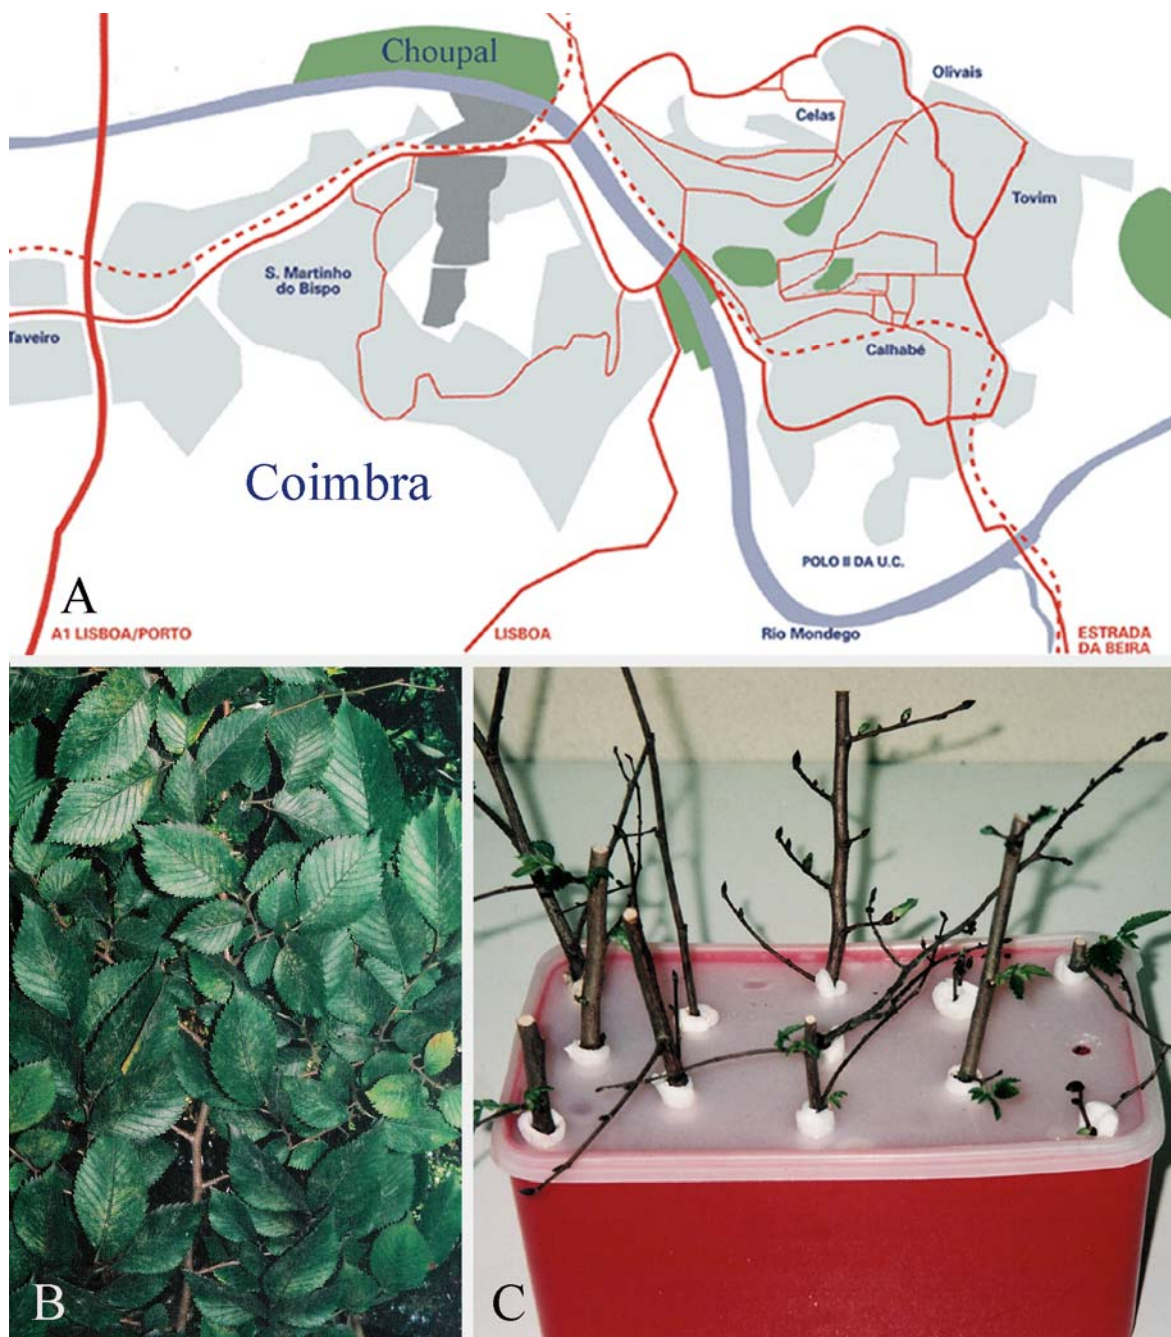 Choupal
Olivais
Celas
Tovim
S. Martinho
do Bispo
Taveiro
Calhabé
Coimbra
POLO II DA U.C.
A
A1 LISBOA/PORTO
LISBOA
Rio Mondego
ESTRADA
DA BEIRA
B
C